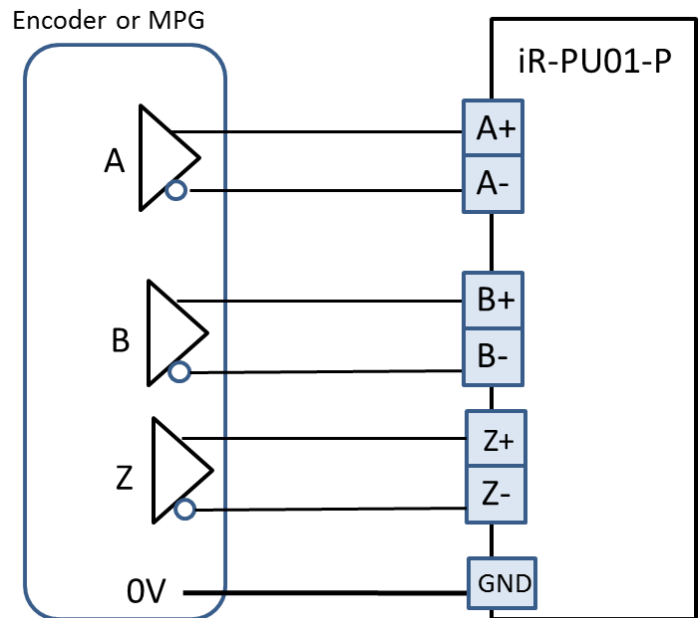 Encoder or MPG
iR-PU01-P
A
A+
A-
B
B+
B-
Z
Z+
Z-
0V
GND